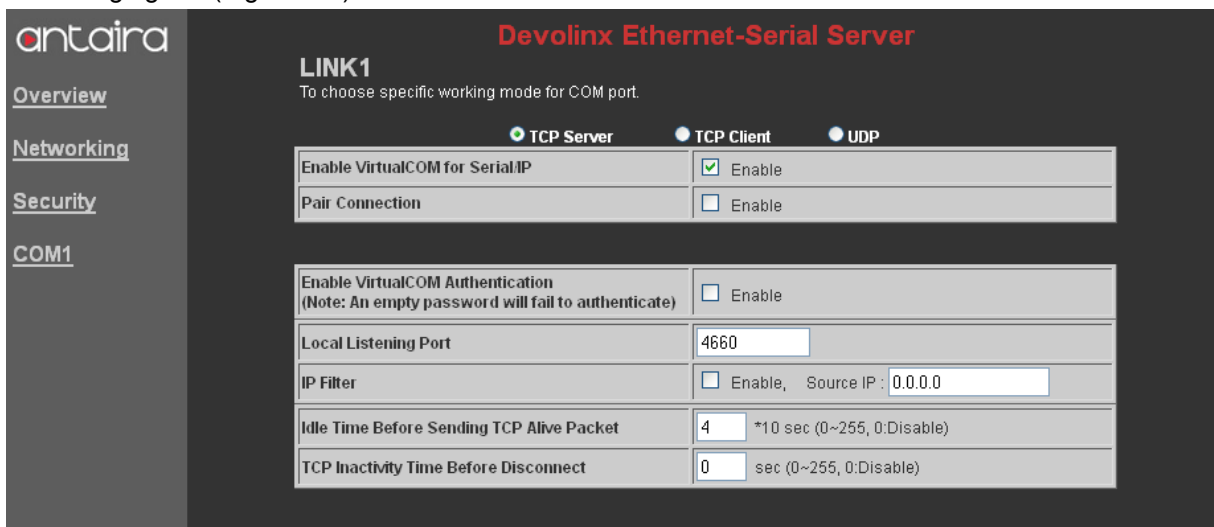 antaira
Devolinx Ethernet-Serial Server
LINK1
To choose specific working mode for COM port.
Overview
Networking
Security
COM1
TCP Server TCP Client UDP
Enable VirtualCOM for Serial/IP Enable
Pair Connection Enable
Enable VirtualCOM Authentication
(Note: An empty password will fail to authenticate) Enable
Local Listening Port 4660
IP Filter Enable, Source IP : 0.0.0.0
Idle Time Before Sending TCP Alive Packet 4 *10 sec (0~255, 0:Disable)
TCP Inactivity Time Before Disconnect 0 sec (0~255, 0:Disable)